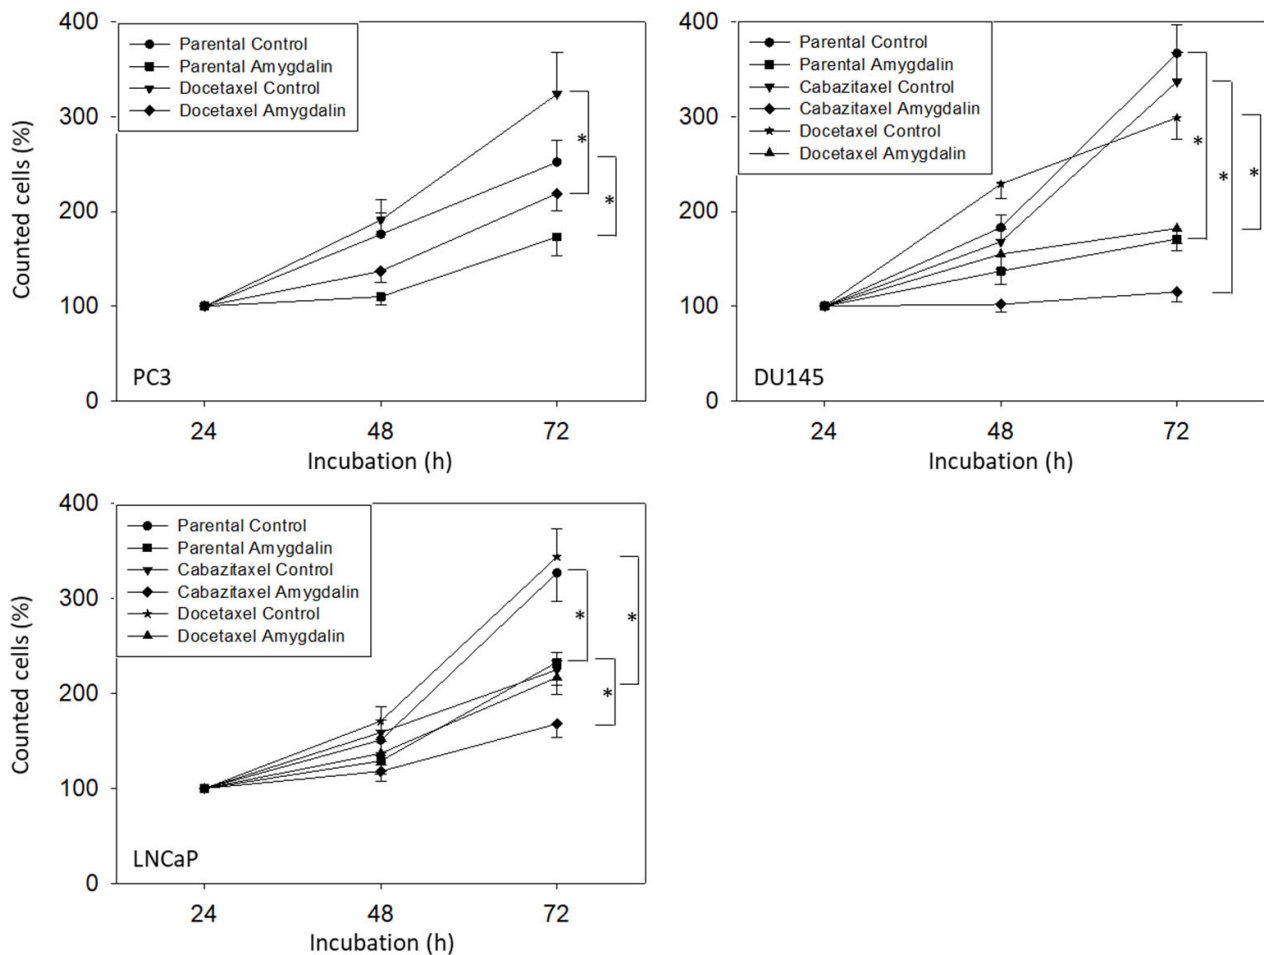 400
300
200
100
0
Counted cells (%)
Parental Control
Parental Amygdalin
Docetaxel Control
Docetaxel Amygdalin
*
*
PC3
24 48 72
Incubation (h)
400
300
200
100
0
Parental Control
Parental Amygdalin
Cabazitaxel Control
Cabazitaxel Amygdalin
Docetaxel Control
Docetaxel Amygdalin
*
*
*
DU145
24 48 72
Incubation (h)
400
300
200
100
0
Counted cells (%)
Parental Control
Parental Amygdalin
Cabazitaxel Control
Cabazitaxel Amygdalin
Docetaxel Control
Docetaxel Amygdalin
*
*
*
LNCaP
24 48 72
Incubation (h)